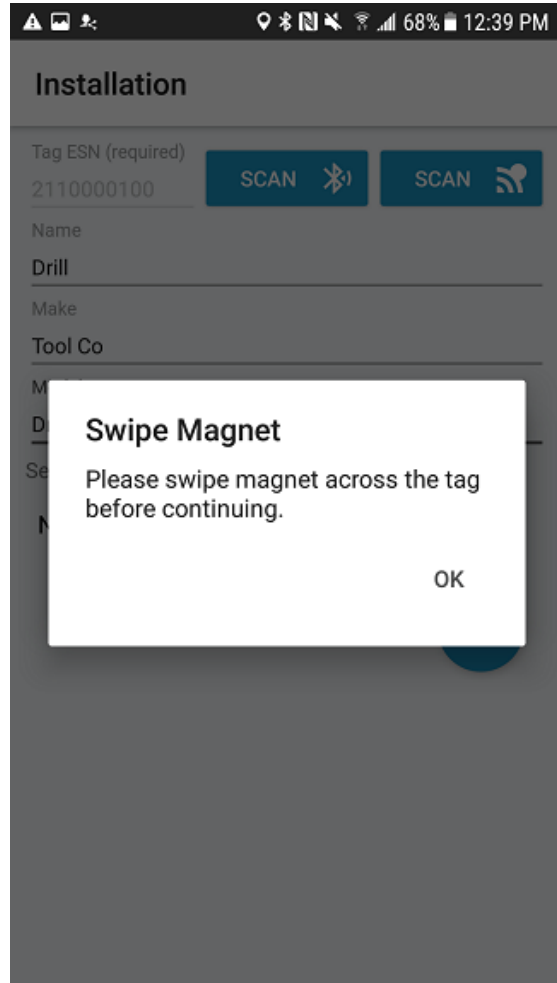 68% 12:39 PM
Installation
Tag ESN (required)
2110000100
SCAN
SCAN
Name
Drill
Make
Tool Co
Swipe Magnet
Please swipe magnet across the tag
before continuing.
OK